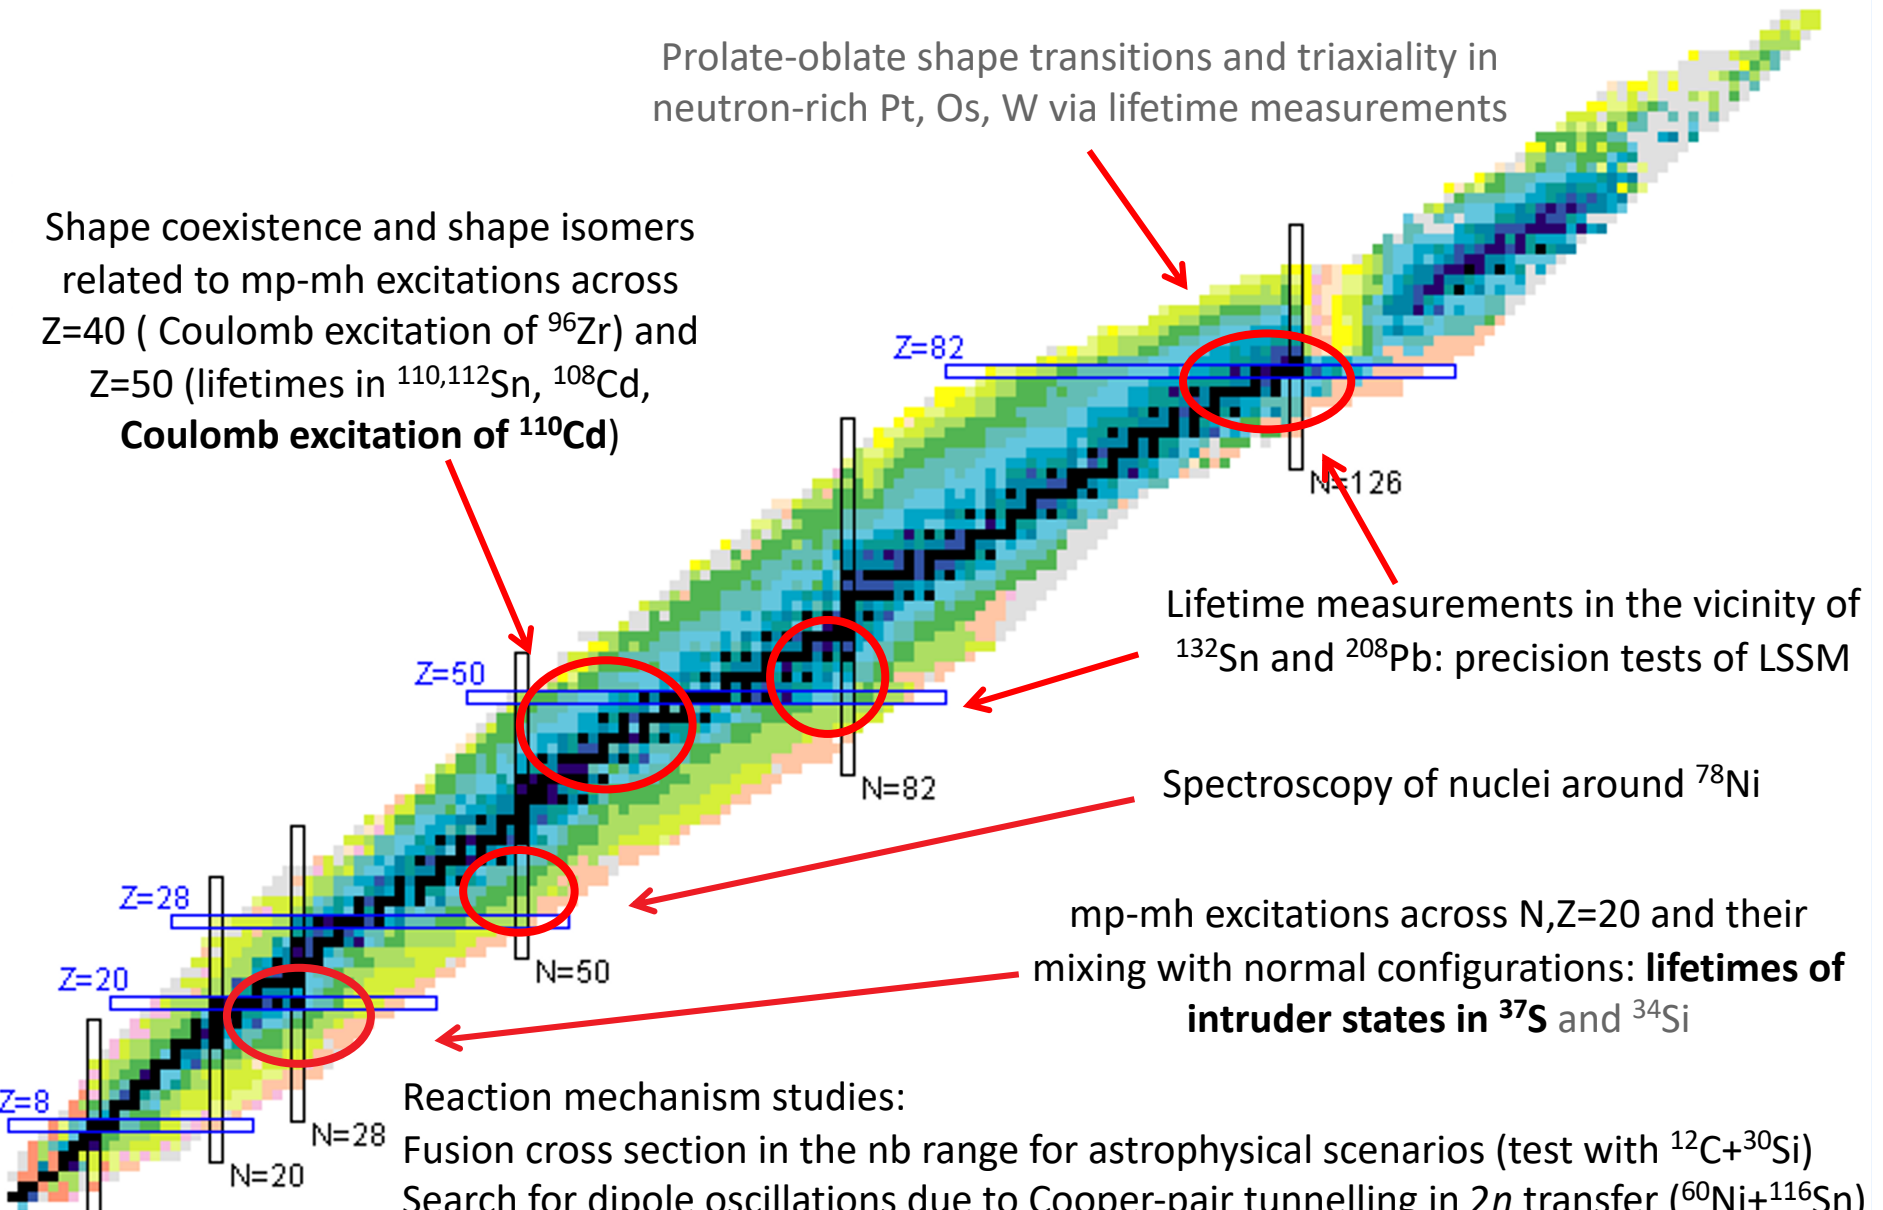 Prolate-oblate shape transitions and triaxiality in
neutron-rich Pt, Os, W via lifetime measurements
Shape coexistence and shape isomers
related to mp-mh excitations across
Z=40 ( Coulomb excitation of ⁹⁶Zr) and
Z=50 (lifetimes in ¹¹⁰,¹¹²Sn, ¹⁰⁸Cd,
Coulomb excitation of ¹¹⁰Cd)
Z=82
N=126
Lifetime measurements in the vicinity of
¹³²Sn and ²⁰⁸Pb: precision tests of LSSM
Z=50
N=82
Spectroscopy of nuclei around ⁷⁸Ni
Z=28
N=50
mp-mh excitations across N,Z=20 and their
mixing with normal configurations: lifetimes of
intruder states in ³⁷S and ³⁴Si
Z=20
Z=8
N=28
N=20
Reaction mechanism studies:
Fusion cross section in the nb range for astrophysical scenarios (test with ¹²C+³⁰Si)
Search for dipole oscillations due to Cooper-pair tunnelling in 2n transfer (⁶⁰Ni+¹¹⁶Sn)